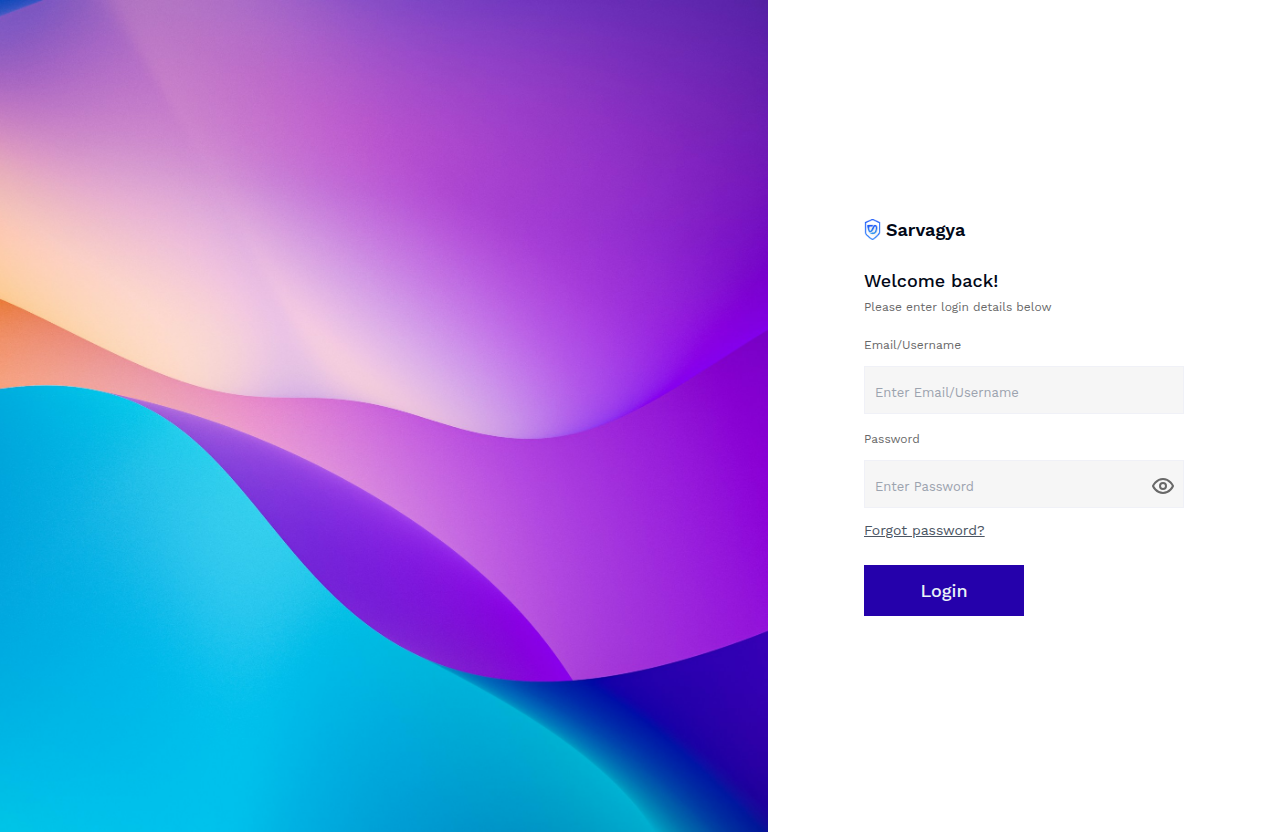 Sarvagya
Welcome back!
Please enter login details below
Email/Username
Enter Email/Username
Password
Enter Password
Forgot password?
Login